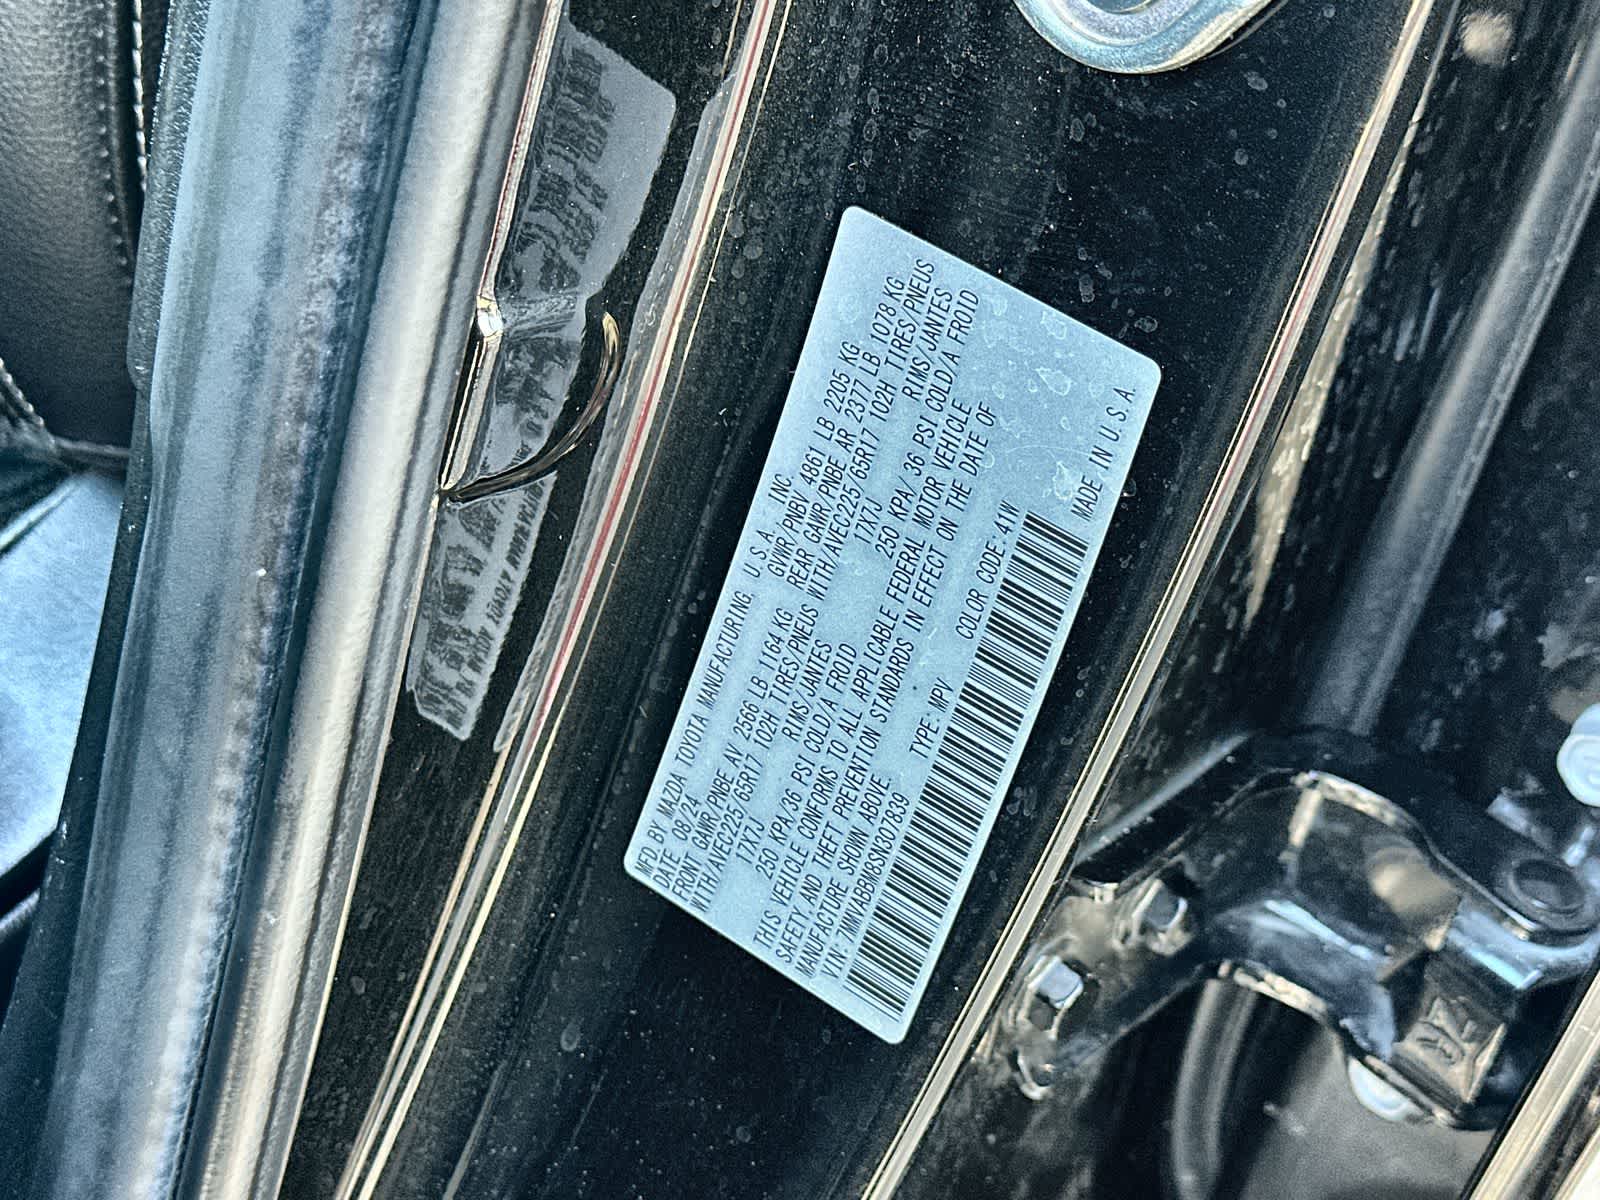 MFD BY MAZDA TOYOTA MANUFACTURING, U.S.A., INC.
DATE 08/24 GVWR/PNBV 4861 LB 2205 KG
FRONT GAWR/PNBE AV 2566 LB 1164 KG REAR GAWR/PNBE AR 2377 LB 1078 KG
WITH/AVEC225/65R17 102H TIRES/PNEUS WITH/AVEC225/65R17 102H TIRES/PNEUS
17X7J RIMS/JANTES 17X7J RIMS/JANTES
250 KPA/36 PSI COLD/A FROID 250 KPA/36 PSI COLD/A FROID
THIS VEHICLE CONFORMS TO ALL APPLICABLE FEDERAL MOTOR VEHICLE
SAFETY AND THEFT PREVENTION STANDARDS IN EFFECT ON THE DATE OF
MANUFACTURE SHOWN ABOVE.
VIN: 7MMVABBM8SN307839 TYPE: MPV COLOR CODE: 41W
MADE IN U.S.A.